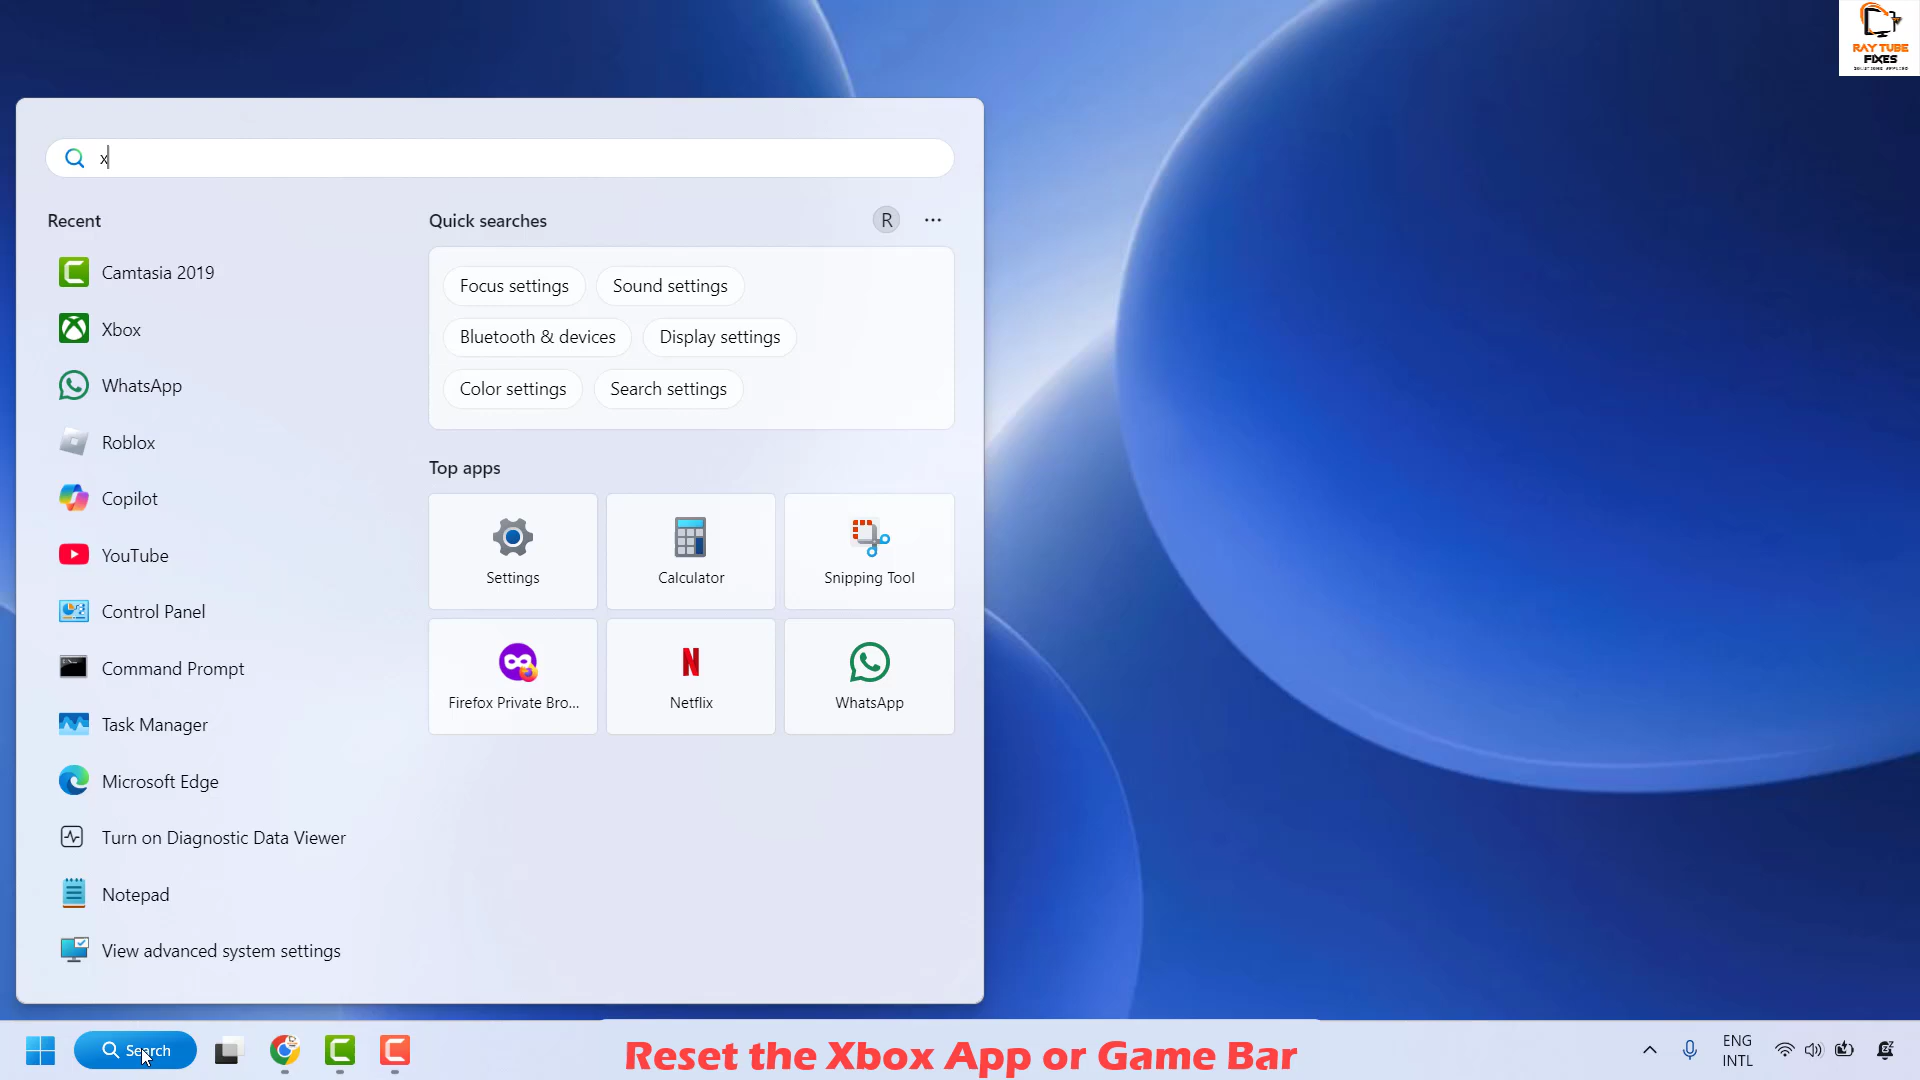 RAY TUBE
FIXES
x
Recent
Quick searches
R
Camtasia 2019
Xbox
WhatsApp
Roblox
Copilot
YouTube
Control Panel
Command Prompt
Task Manager
Microsoft Edge
Turn on Diagnostic Data Viewer
Notepad
View advanced system settings
Focus settings
Sound settings
Bluetooth & devices
Display settings
Color settings
Search settings
Top apps
Settings
Calculator
Snipping Tool
Firefox Private Bro...
Netflix
WhatsApp
Search
Reset the Xbox App or Game Bar
ENG
INTL